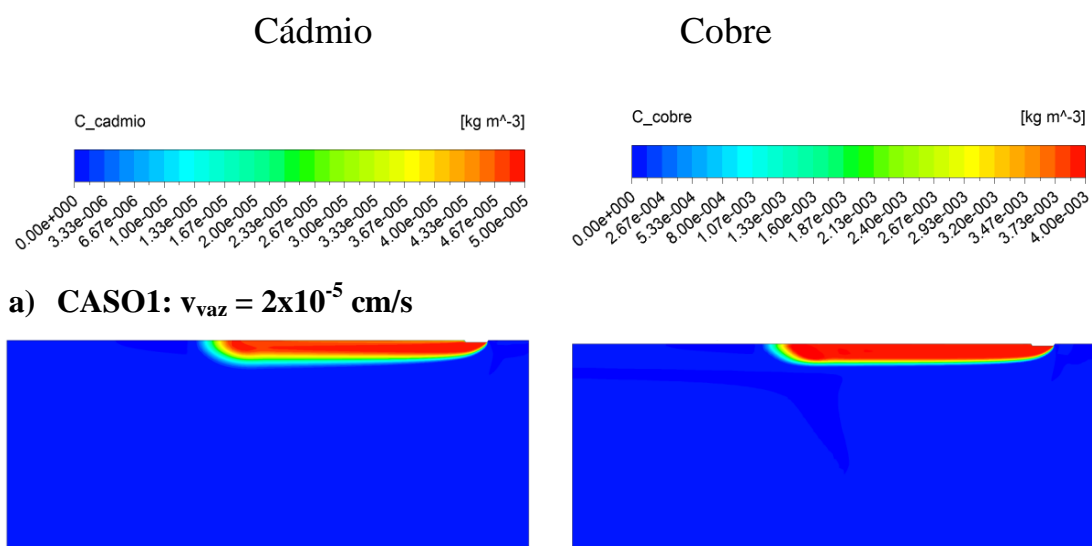 Cádmio Cobre
C_cadmio [kg m^-3]
0.00e+000 3.33e-006 6.67e-006 1.00e-005 1.33e-005 1.67e-005 2.00e-005 2.33e-005 2.67e-005 3.00e-005 3.33e-005 3.67e-005 4.00e-005 4.33e-005 4.67e-005 5.00e-005
C_cobre [kg m^-3]
0.00e+000 2.67e-004 5.33e-004 8.00e-004 1.07e-003 1.33e-003 1.60e-003 1.87e-003 2.13e-003 2.40e-003 2.67e-003 2.93e-003 3.20e-003 3.47e-003 3.73e-003 4.00e-003
a) CASO1: vvaz = 2x10-5 cm/s